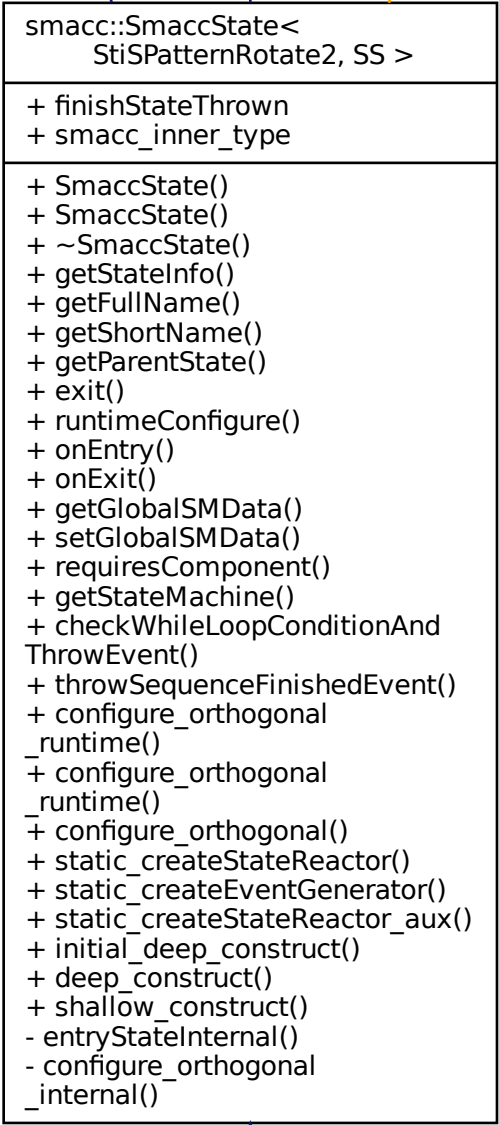 smacc::SmaccState<
StiSPatternRotate2, SS >
+ finishStateThrown
+ smacc_inner_type
+ SmaccState()
+ SmaccState()
+ ~SmaccState()
+ getStateInfo()
+ getFullName()
+ getShortName()
+ getParentState()
+ exit()
+ runtimeConfigure()
+ onEntry()
+ onExit()
+ getGlobalSMData()
+ setGlobalSMData()
+ requiresComponent()
+ getStateMachine()
+ checkWhileLoopConditionAnd
ThrowEvent()
+ throwSequenceFinishedEvent()
+ configure_orthogonal
_runtime()
+ configure_orthogonal
_runtime()
+ configure_orthogonal()
+ static_createStateReactor()
+ static_createEventGenerator()
+ static_createStateReactor_aux()
+ initial_deep_construct()
+ deep_construct()
+ shallow_construct()
- entryStateInternal()
- configure_orthogonal
_internal()